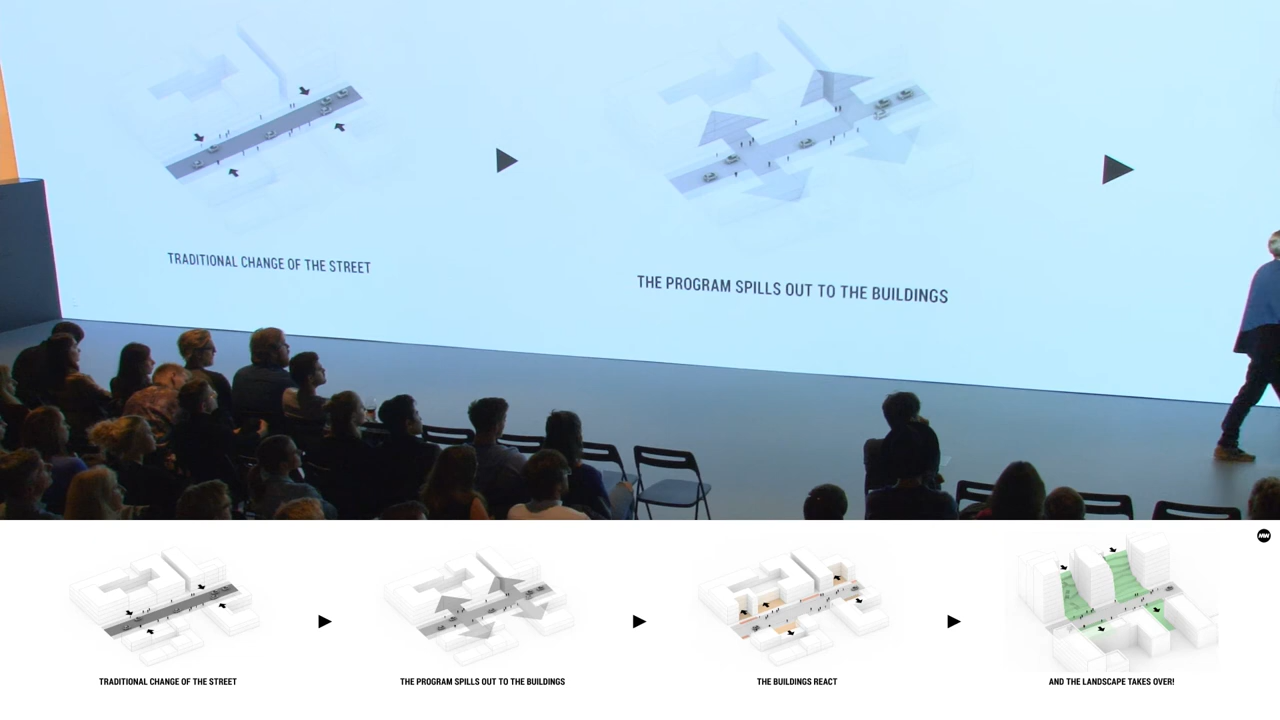 TRADITIONAL CHANGE OF THE STREET
THE PROGRAM SPILLS OUT TO THE BUILDINGS
MW
TRADITIONAL CHANGE OF THE STREET
THE PROGRAM SPILLS OUT TO THE BUILDINGS
THE BUILDINGS REACT
AND THE LANDSCAPE TAKES OVER!